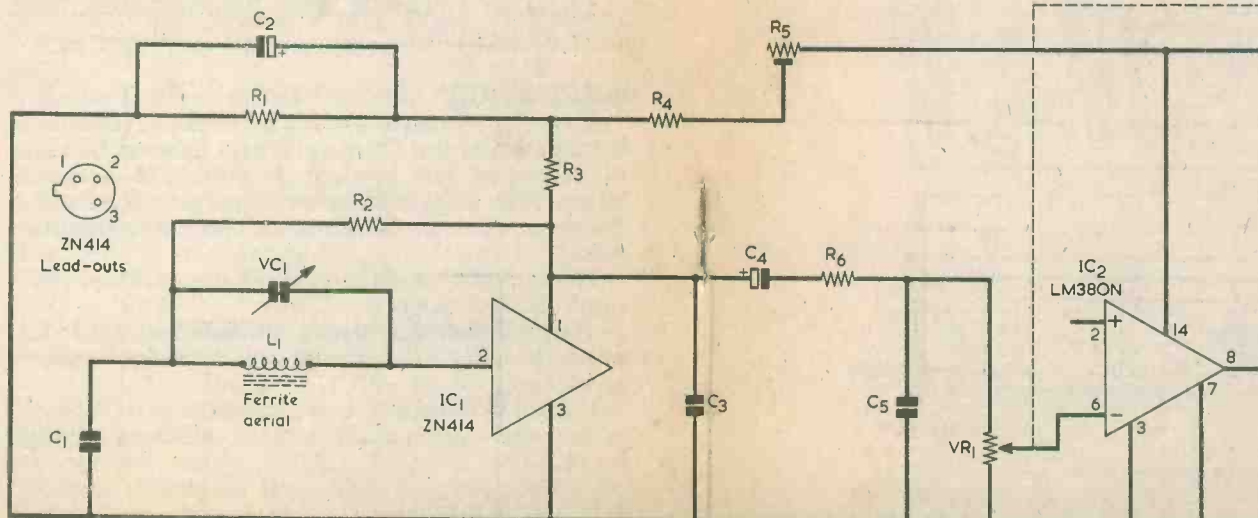 C2
+
R1
R5
R4
1 2
3
ZN414
Lead-outs
R3
R2
VC1
L1
Ferrite
aerial
C1
2
1
3
IC1
ZN414
C3
+
C4
R6
C5
VR1
IC2
LM380N
+
2
14
8
7
6
−
3